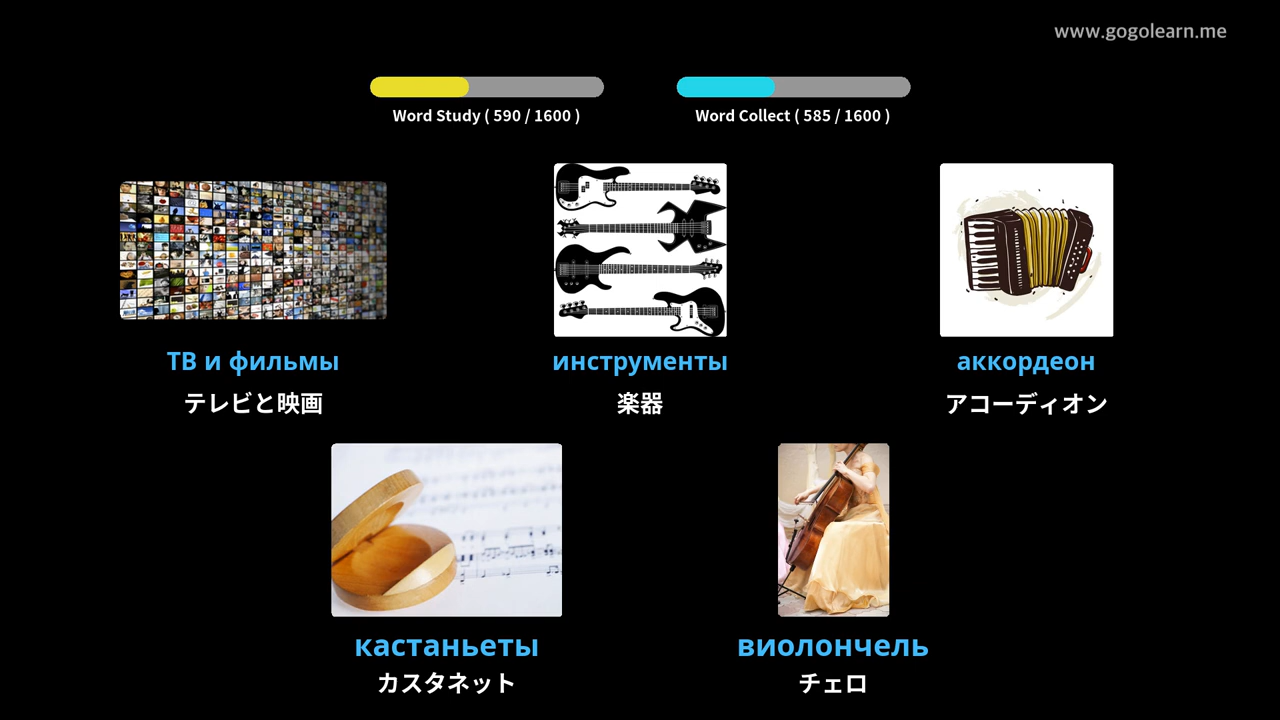 www.gogolearn.me
Word Study ( 590 / 1600 )
Word Collect ( 585 / 1600 )
ТВ и фильмы
テレビと映画
инструменты
楽器
аккордеон
アコーディオン
кастаньеты
カスタネット
виолончель
チェロ